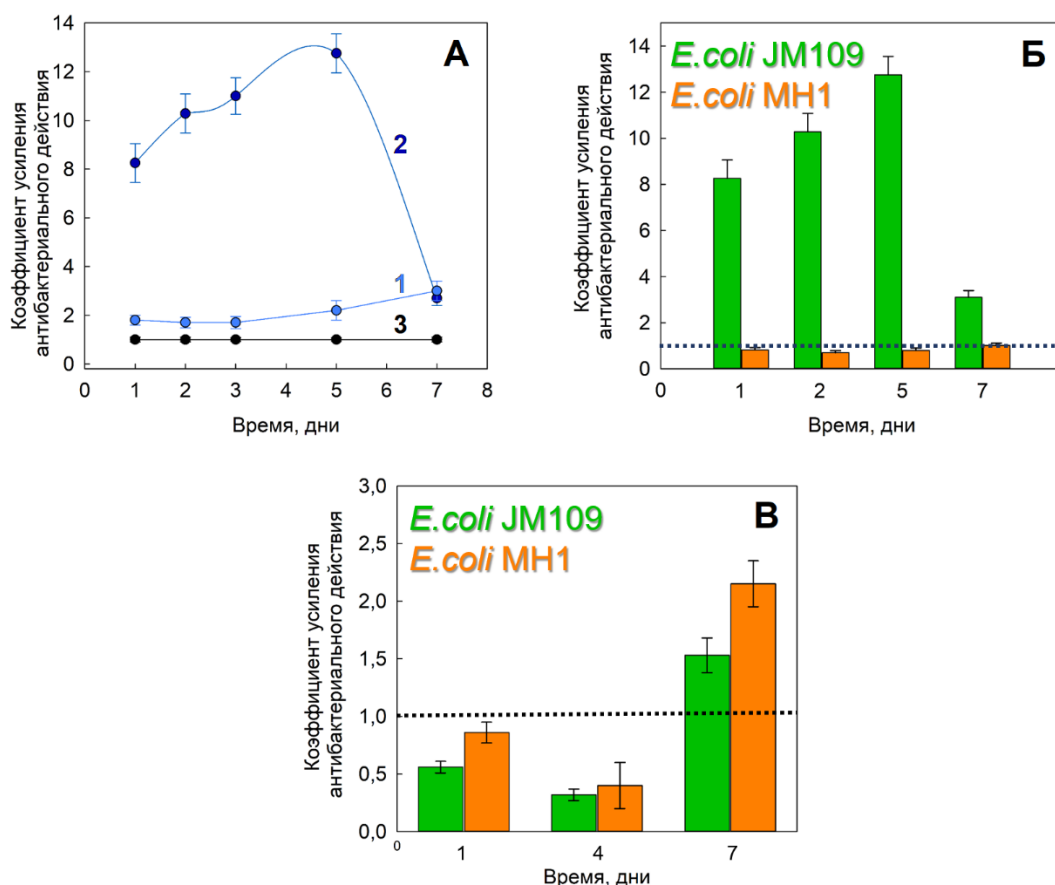 А
Коэффициент усиления
антибактериального действия
14
12
10
8
6
4
2
0
2
1
3
0 1 2 3 4 5 6 7 8
Время, дни
Б
E.coli JM109
E.coli MH1
Коэффициент усиления
антибактериального действия
14
12
10
8
6
4
2
0
0 1 2 5 7
Время, дни
В
E.coli JM109
E.coli MH1
Коэффициент усиления
антибактериального действия
3,0
2,5
2,0
1,5
1,0
0,5
0,0
0 1 4 7
Время, дни